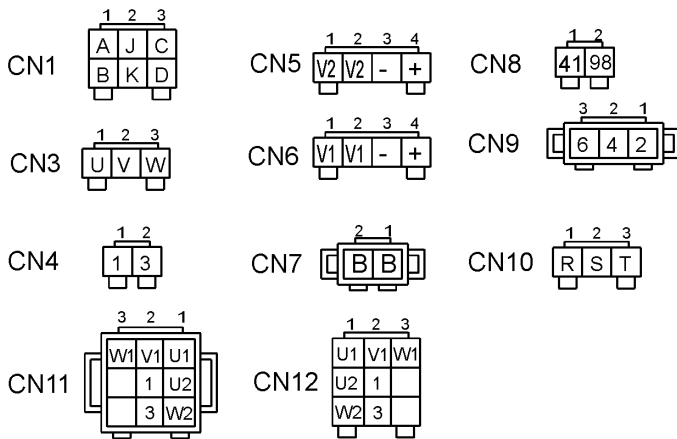 1 2 3
CN1
A J C
B K D
1 2 3 4
CN5
V2 V2 - +
1 2
CN8
41 98
1 2 3
CN3
U V W
1 2 3 4
CN6
V1 V1 - +
3 2 1
CN9
6 4 2
1 2
CN4
1 3
2 1
CN7
B B
1 2 3
CN10
R S T
3 2 1
CN11
W1 V1 U1
1 U2
3 W2
1 2 3
CN12
U1 V1 W1
U2 1
W2 3